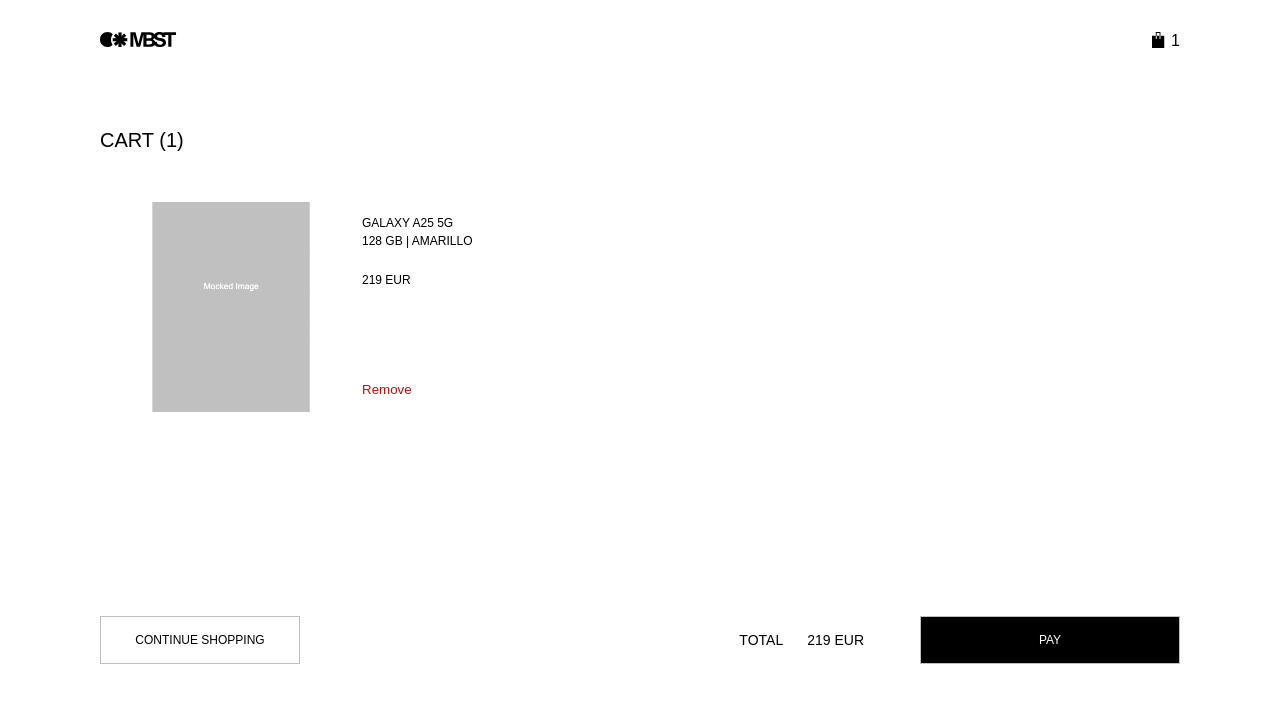 MBST
1
CART (1)
Mocked Image
GALAXY A25 5G
128 GB | AMARILLO
219 EUR
Remove
CONTINUE SHOPPING
TOTAL 219 EUR
PAY